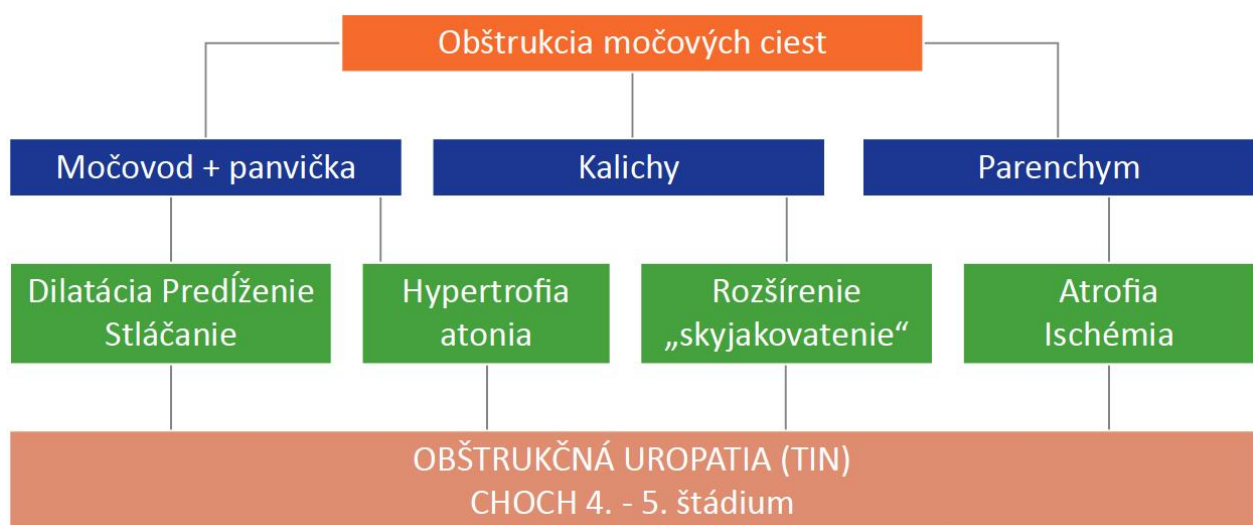 Obštrukcia močových ciest
Močovod + panvička
Kalichy
Parenchym
Dilatácia Predĺženie
Stláčanie
Hypertrofia
atonia
Rozšírenie
„skyjakovatenie“
Atrofia
Ischémia
OBŠTRUKČNÁ UROPATIA (TIN)
CHOCH 4. - 5. štádium